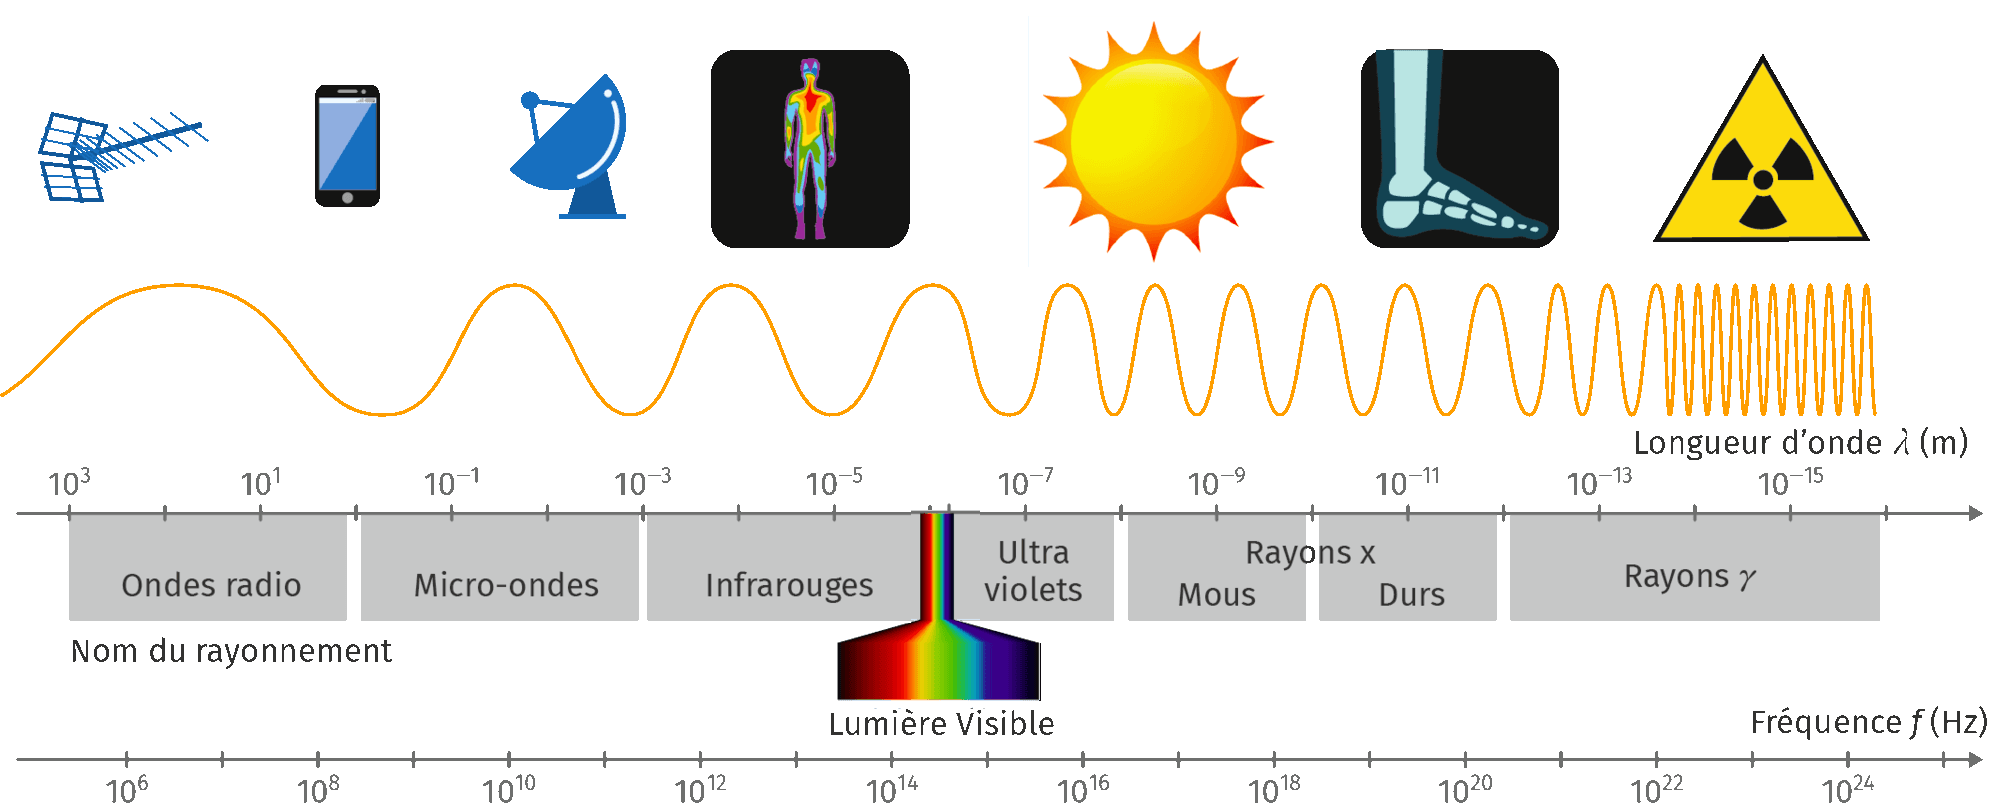 Longueur d'onde λ (m)
10³ 10¹ 10⁻¹ 10⁻³ 10⁻⁵ 10⁻⁷ 10⁻⁹ 10⁻¹¹ 10⁻¹³ 10⁻¹⁵
Ondes radio
Micro-ondes
Infrarouges
Ultra
violets
Rayons x
Mous
Durs
Rayons γ
Nom du rayonnement
Lumière Visible
Fréquence f (Hz)
10⁶ 10⁸ 10¹⁰ 10¹² 10¹⁴ 10¹⁶ 10¹⁸ 10²⁰ 10²² 10²⁴